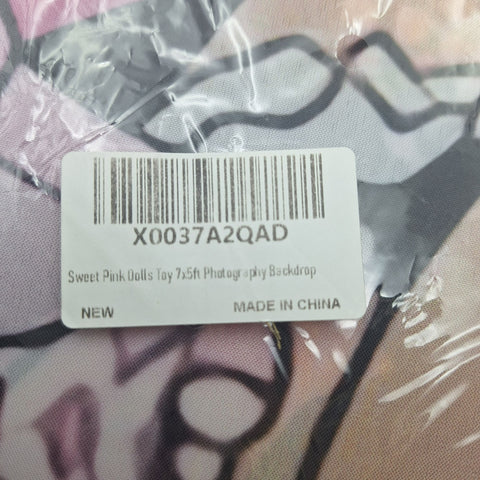 X0037A2QAD
Sweet Pink Dolls Toy 7x5ft Photography Backdrop
NEW
MADE IN CHINA